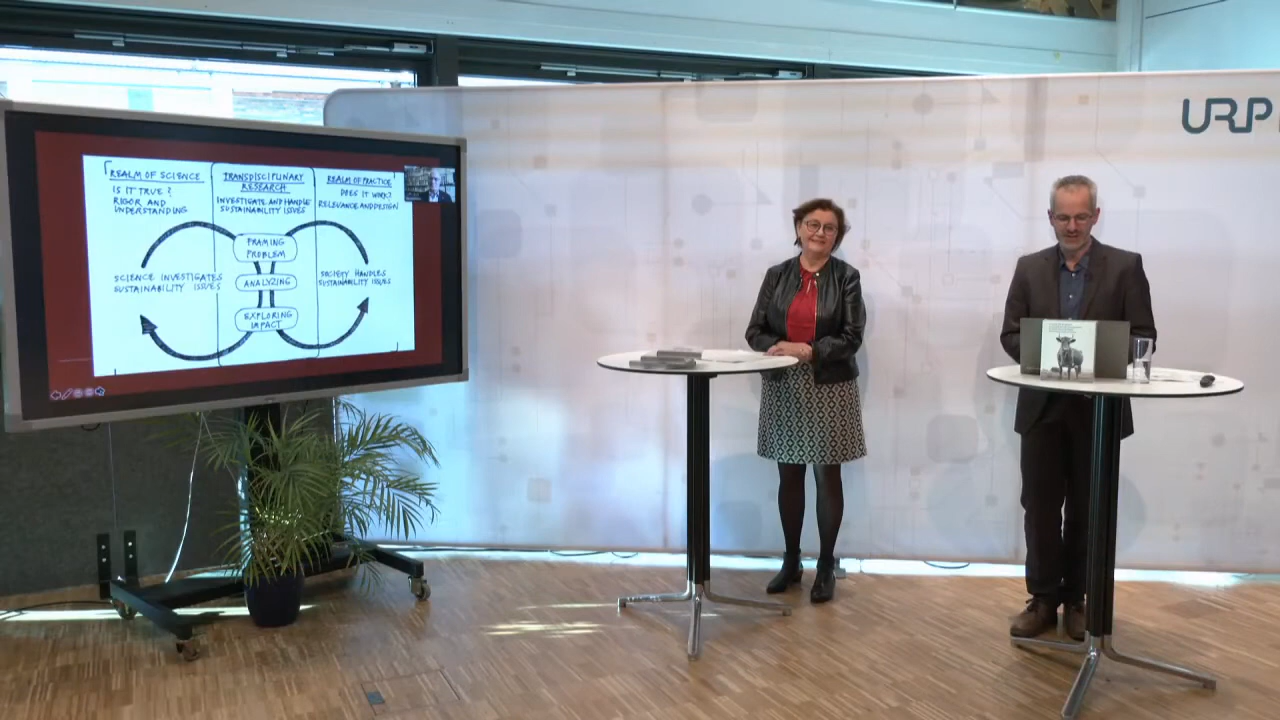 REALM OF SCIENCE
IS IT TRUE?
RIGOR AND
UNDERSTANDING
TRANSDISCIPLINARY
RESEARCH
INVESTIGATE AND HANDLE
SUSTAINABILITY ISSUES
REALM OF PRACTICE
DOES IT WORK?
RELEVANCE AND DESIGN
FRAMING
PROBLEM
SCIENCE INVESTIGATES
SUSTAINABILITY ISSUES
ANALYZING
SOCIETY HANDLES
SUSTAINABILITY ISSUES
EXPLORING
IMPACT
URP